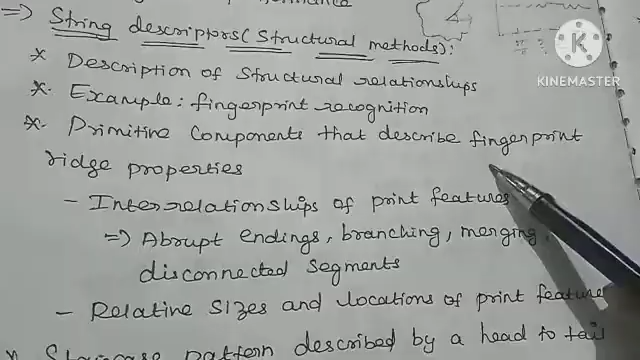 => String descriptors (Structural methods):
* Description of structural relationships
* Example: fingerprint recognition
* Primitive components that describe fingerprint
ridge properties
- Interrelationships of print features
=> Abrupt endings, branching, merging,
disconnected segments
- Relative sizes and locations of print feature
Staircase pattern described by a head to tail
K
KINEMASTER